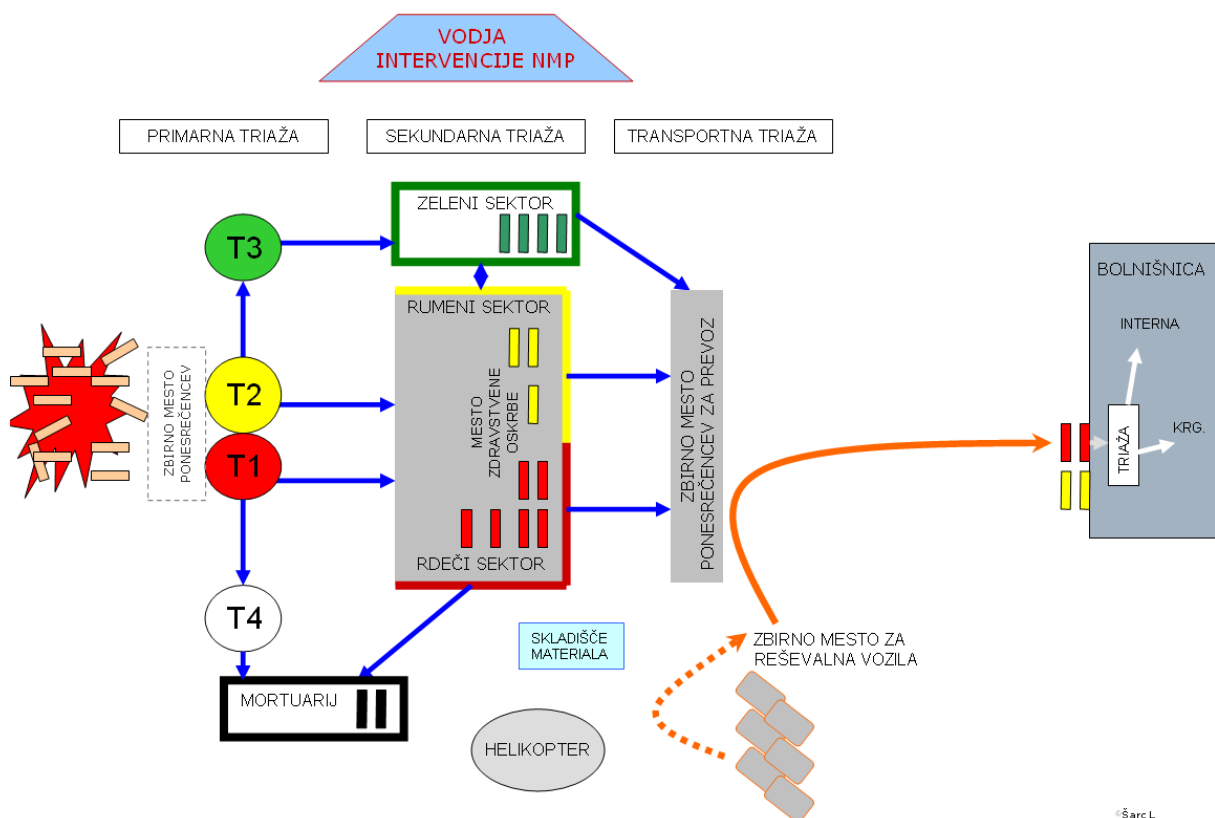 VODJA
INTERVENCIJE NMP
PRIMARNA TRIAŽA
SEKUNDARNA TRIAŽA
TRANSPORTNA TRIAŽA
ZELENI SEKTOR
T3
BOLNIŠNICA
RUMENI SEKTOR
INTERNA
ZBIRNO MESTO
PONESREČENCEV
T2
T1
MESTO
ZDRAVSTVENE
OSKRBE
ZBIRNO MESTO
PONESREČENCEV ZA PREVOZ
TRIAŽA
KRG.
RDEČI SEKTOR
T4
SKLADIŠČE
MATERIALA
ZBIRNO MESTO ZA
REŠEVALNA VOZILA
MORTUARIJ
HELIKOPTER
©Šarc L